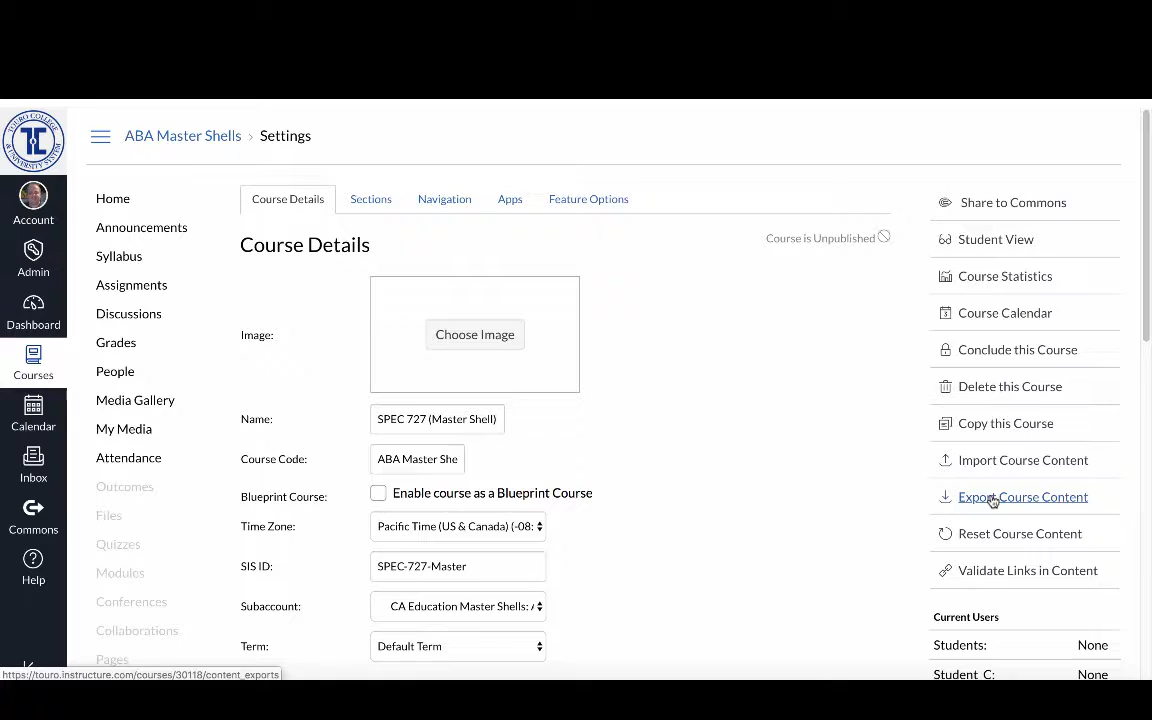 TOURO COLLEGE
& UNIVERSITY SYSTEM
ABA Master Shells › Settings
Account
Admin
Dashboard
Courses
Calendar
Inbox
Commons
Help
Home
Announcements
Syllabus
Assignments
Discussions
Grades
People
Media Gallery
My Media
Attendance
Outcomes
Files
Quizzes
Modules
Conferences
Collaborations
Pages
Course Details
Sections
Navigation
Apps
Feature Options
Course Details
Course is Unpublished
Image:
Choose Image
Name:
SPEC 727 (Master Shell)
Course Code:
ABA Master She
Blueprint Course:
Enable course as a Blueprint Course
Time Zone:
Pacific Time (US & Canada) (-08:
SIS ID:
SPEC-727-Master
Subaccount:
CA Education Master Shells: /
Term:
Default Term
Share to Commons
Student View
Course Statistics
Course Calendar
Conclude this Course
Delete this Course
Copy this Course
Import Course Content
Export Course Content
Reset Course Content
Validate Links in Content
Current Users
Students:
None
Student_C:
None
https://touro.instructure.com/courses/30118/content_exports